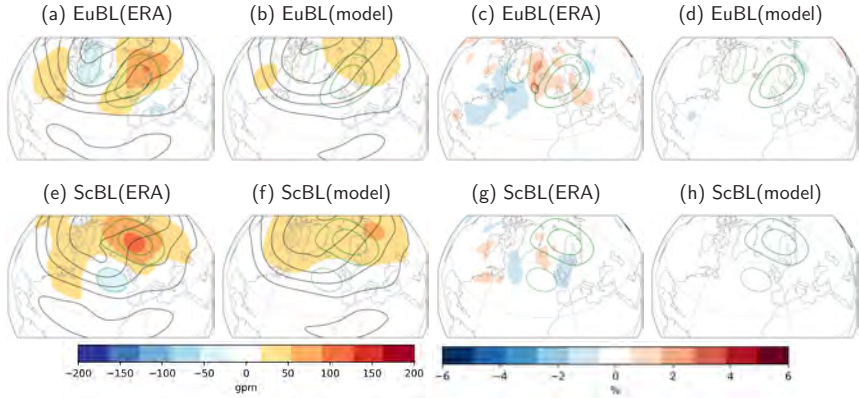 (a) EuBL(ERA) (b) EuBL(model) (c) EuBL(ERA) (d) EuBL(model)
(e) ScBL(ERA) (f) ScBL(model) (g) ScBL(ERA) (h) ScBL(model)
−200 −150 −100 −50 0 50 100 150 200 −6 −4 −2 0 2 4 6
gpm %